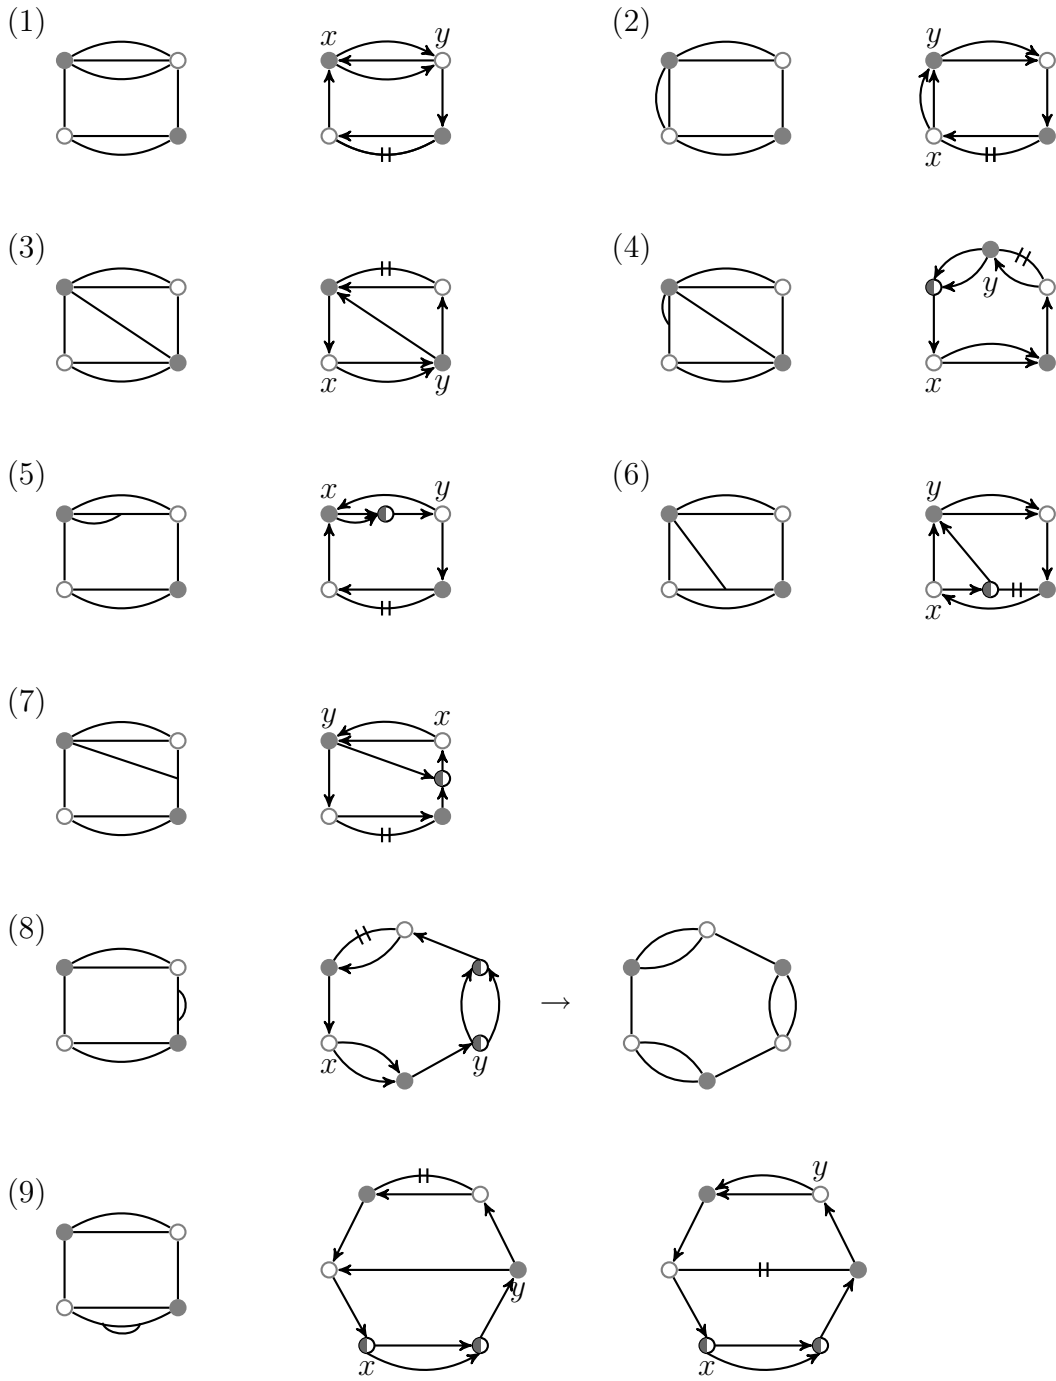 (1) x y (2) y
x
(3) (4)
y
x y x
(5) x y (6) y
x
(7) y x
(8)
→
x y
(9) y
y
x x